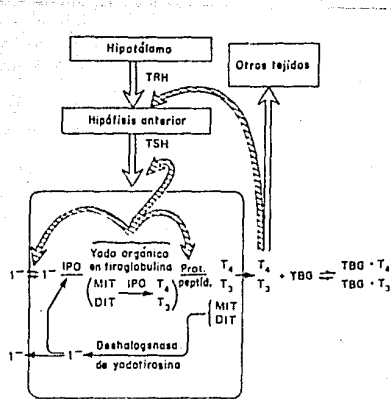 Hipotálamo
TRH
Otros tejidos
Hipófisis anterior
TSH
Yodo orgánico
en tiroglobulina
I⁻ ⇌ I⁻ IPO (MIT IPO T₄ Prot. T₄ → T₄ + TBG ⇌ TBG · T₄
DIT → T₃) peptid. T₃ T₃ TBG · T₃
{ MIT
DIT
I⁻ ← I⁻ Deshalogenasa
de yodotirosina